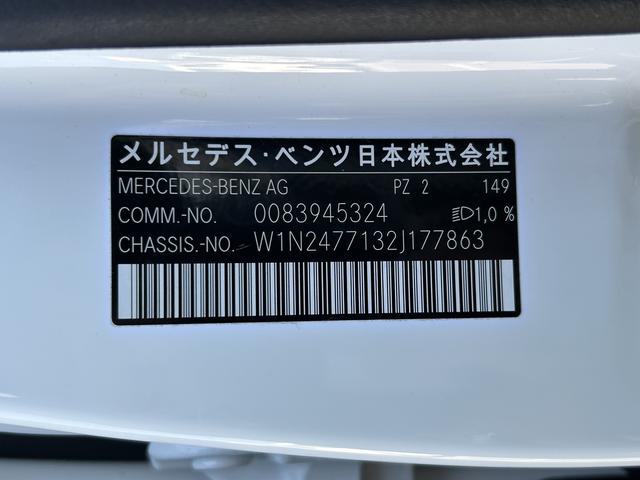 メルセデス・ベンツ日本株式会社
MERCEDES-BENZ AG PZ 2 149
COMM.-NO. 0083945324 1,0 %
CHASSIS.-NO. W1N2477132J177863